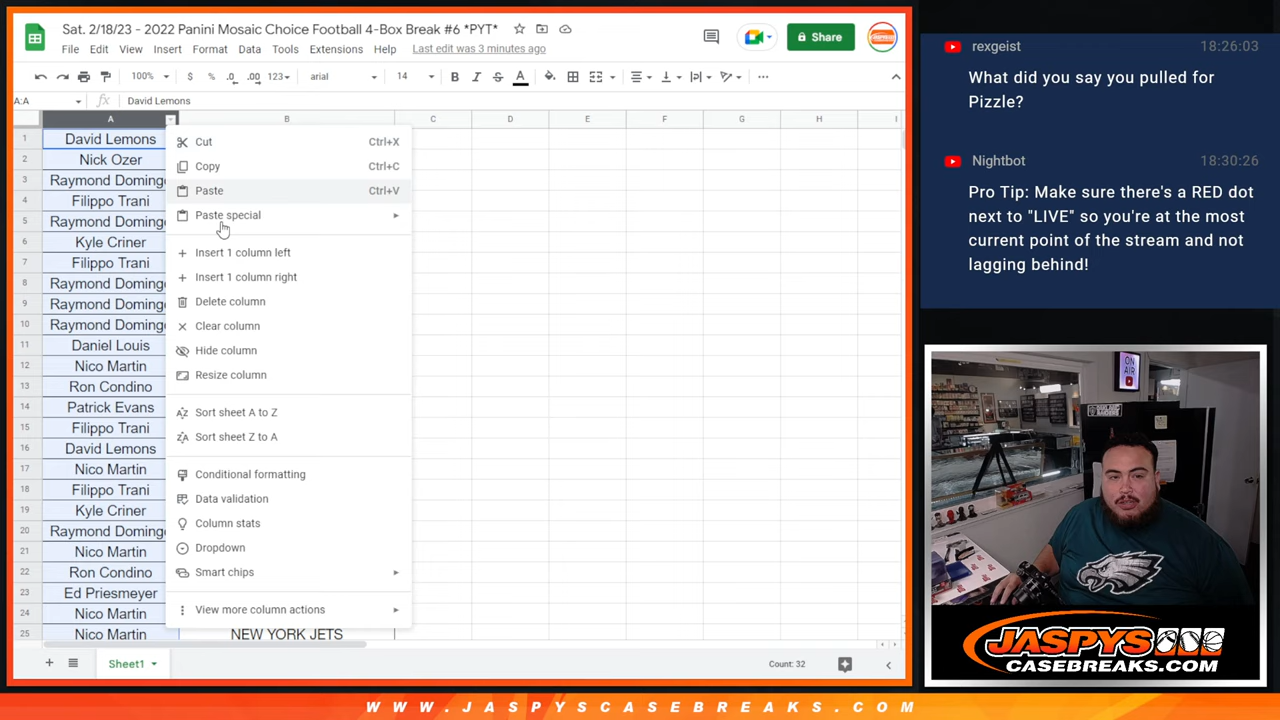 Sat. 2/18/23 - 2022 Panini Mosaic Choice Football 4-Box Break #6 *PYT*
File Edit View Insert Format Data Tools Extensions Help Last edit was 3 minutes ago
Share
100% $ % .0 .00 123 arial 14 B I S A
A:A fx David Lemons
A B C D E F G H I
1 David Lemons
2 Nick Ozer
3 Raymond Doming
4 Filippo Trani
5 Raymond Doming
6 Kyle Criner
7 Filippo Trani
8 Raymond Doming
9 Raymond Doming
10 Raymond Doming
11 Daniel Louis
12 Nico Martin
13 Ron Condino
14 Patrick Evans
15 Filippo Trani
16 David Lemons
17 Nico Martin
18 Filippo Trani
19 Kyle Criner
20 Raymond Doming
21 Nico Martin
22 Ron Condino
23 Ed Priesmeyer
24 Nico Martin
25 Nico Martin NEW YORK JETS
Cut Ctrl+X
Copy Ctrl+C
Paste Ctrl+V
Paste special
Insert 1 column left
Insert 1 column right
Delete column
Clear column
Hide column
Resize column
Sort sheet A to Z
Sort sheet Z to A
Conditional formatting
Data validation
Column stats
Dropdown
Smart chips
View more column actions
Sheet1
Count: 32
rexgeist 18:26:03
What did you say you pulled for
Pizzle?
Nightbot 18:30:26
Pro Tip: Make sure there's a RED dot
next to "LIVE" so you're at the most
current point of the stream and not
lagging behind!
ON
AIR
JASPYS
CASEBREAKS.COM
WWW.JASPYSCASEBREAKS.COM